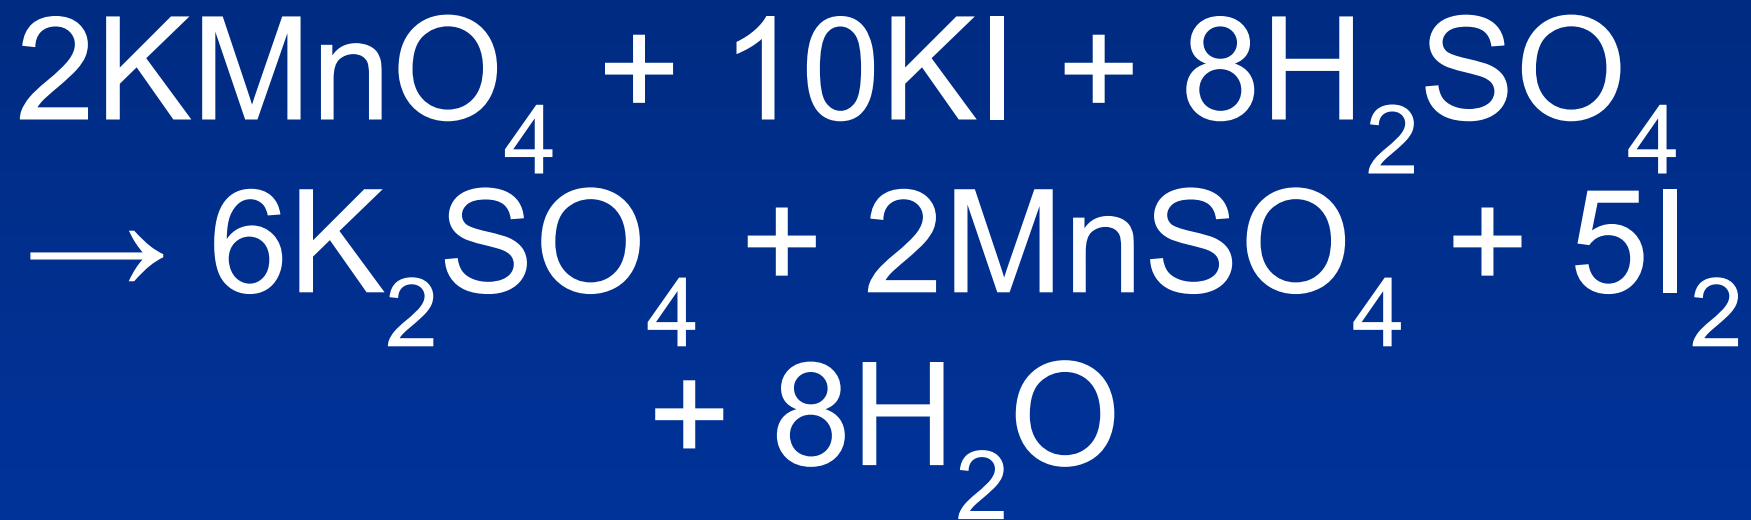 2KMnO₄ + 10KI + 8H₂SO₄
→ 6K₂SO₄ + 2MnSO₄ + 5I₂
+ 8H₂O